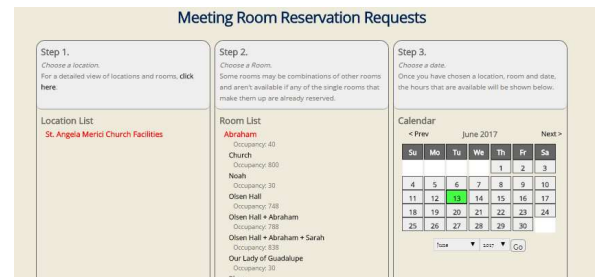 Meeting Room Reservation Requests
Step 1.
Choose a location.
For a detailed view of locations and rooms, click
here.
Location List
St. Angela Merici Church Facilities
Step 2.
Choose a Room.
Some rooms may be combinations of other rooms
and aren't available if any of the single rooms that
make them up are already reserved.
Room List
Abraham
Occupancy: 40
Church
Occupancy: 800
Noah
Occupancy: 30
Olsen Hall
Occupancy: 748
Olsen Hall + Abraham
Occupancy: 788
Olsen Hall + Abraham + Sarah
Occupancy: 838
Our Lady of Guadalupe
Occupancy: 30
Step 3.
Choose a date.
Once you have chosen a location, room and date,
the hours that are available will be shown below.
Calendar
< Prev June 2017 Next >
Su Mo Tu We Th Fr Sa
1 2 3
4 5 6 7 8 9 10
11 12 13 14 15 16 17
18 19 20 21 22 23 24
25 26 27 28 29 30
June 2017 Go